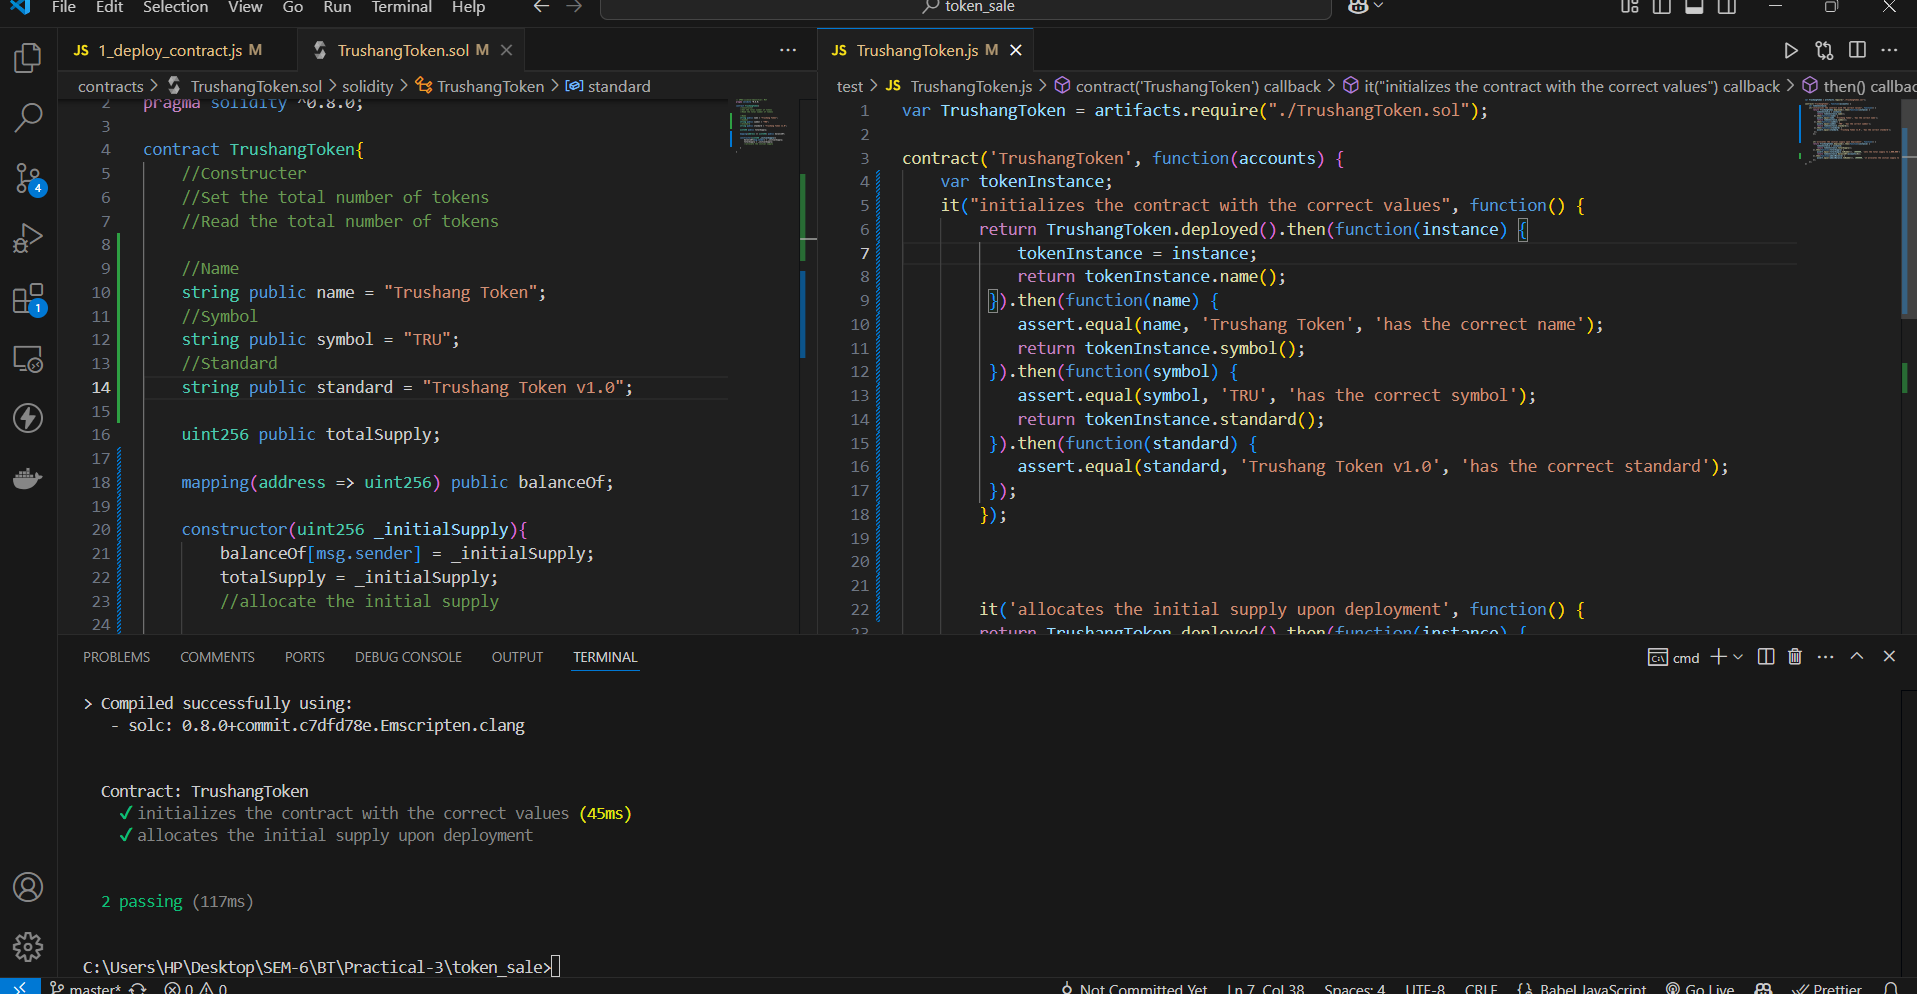 File Edit Selection View Go Run Terminal Help
token_sale
JS 1_deploy_contract.js M
TrushangToken.sol M
contracts > TrushangToken.sol > solidity > TrushangToken > standard
2 pragma solidity ^0.8.0;
3
4 contract TrushangToken{
5 //Constructer
6 //Set the total number of tokens
7 //Read the total number of tokens
8
9 //Name
10 string public name = "Trushang Token";
11 //Symbol
12 string public symbol = "TRU";
13 //Standard
14 string public standard = "Trushang Token v1.0";
15
16 uint256 public totalSupply;
17
18 mapping(address => uint256) public balanceOf;
19
20 constructor(uint256 _initialSupply){
21 balanceOf[msg.sender] = _initialSupply;
22 totalSupply = _initialSupply;
23 //allocate the initial supply
24
JS TrushangToken.js M
test > JS TrushangToken.js > contract('TrushangToken') callback > it("initializes the contract with the correct values") callback > then() callbac
1 var TrushangToken = artifacts.require("./TrushangToken.sol");
2
3 contract('TrushangToken', function(accounts) {
4 var tokenInstance;
5 it("initializes the contract with the correct values", function() {
6 return TrushangToken.deployed().then(function(instance) {
7 tokenInstance = instance;
8 return tokenInstance.name();
9 }).then(function(name) {
10 assert.equal(name, 'Trushang Token', 'has the correct name');
11 return tokenInstance.symbol();
12 }).then(function(symbol) {
13 assert.equal(symbol, 'TRU', 'has the correct symbol');
14 return tokenInstance.standard();
15 }).then(function(standard) {
16 assert.equal(standard, 'Trushang Token v1.0', 'has the correct standard');
17 });
18 });
19
20
21
22 it('allocates the initial supply upon deployment', function() {
23 return TrushangToken.deployed().then(function(instance) {
4
1
PROBLEMS COMMENTS PORTS DEBUG CONSOLE OUTPUT TERMINAL
cmd
> Compiled successfully using:
- solc: 0.8.0+commit.c7dfd78e.Emscripten.clang
Contract: TrushangToken
✓ initializes the contract with the correct values (45ms)
✓ allocates the initial supply upon deployment
2 passing (117ms)
C:\Users\HP\Desktop\SEM-6\BT\Practical-3\token_sale>
master* 0 0 Not Committed Yet Ln 7, Col 38 Spaces: 4 UTF-8 CRLF {} Babel JavaScript Go Live Prettier